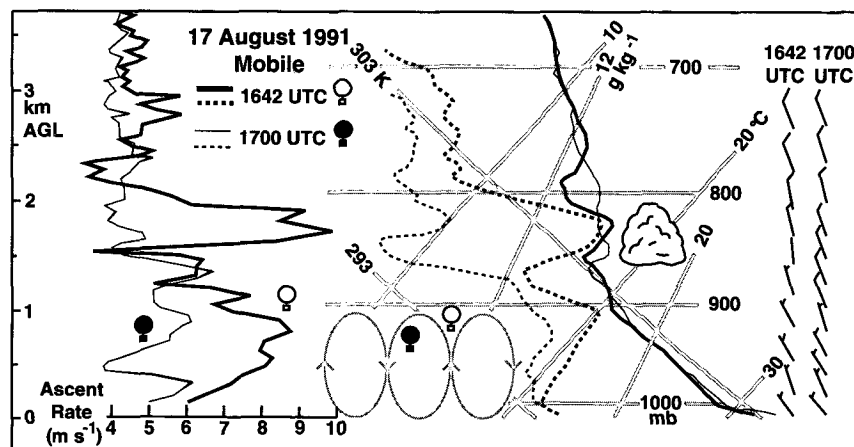 17 August 1991
Mobile
1642 UTC
1700 UTC
3
km
AGL
2
1
0
Ascent
Rate
(m s⁻¹)
4 5 6 7 8 9 10
303 K
293
10
12
g kg⁻¹
700
20 °C
800
20
900
30
1000
mb
1642 1700
UTC UTC